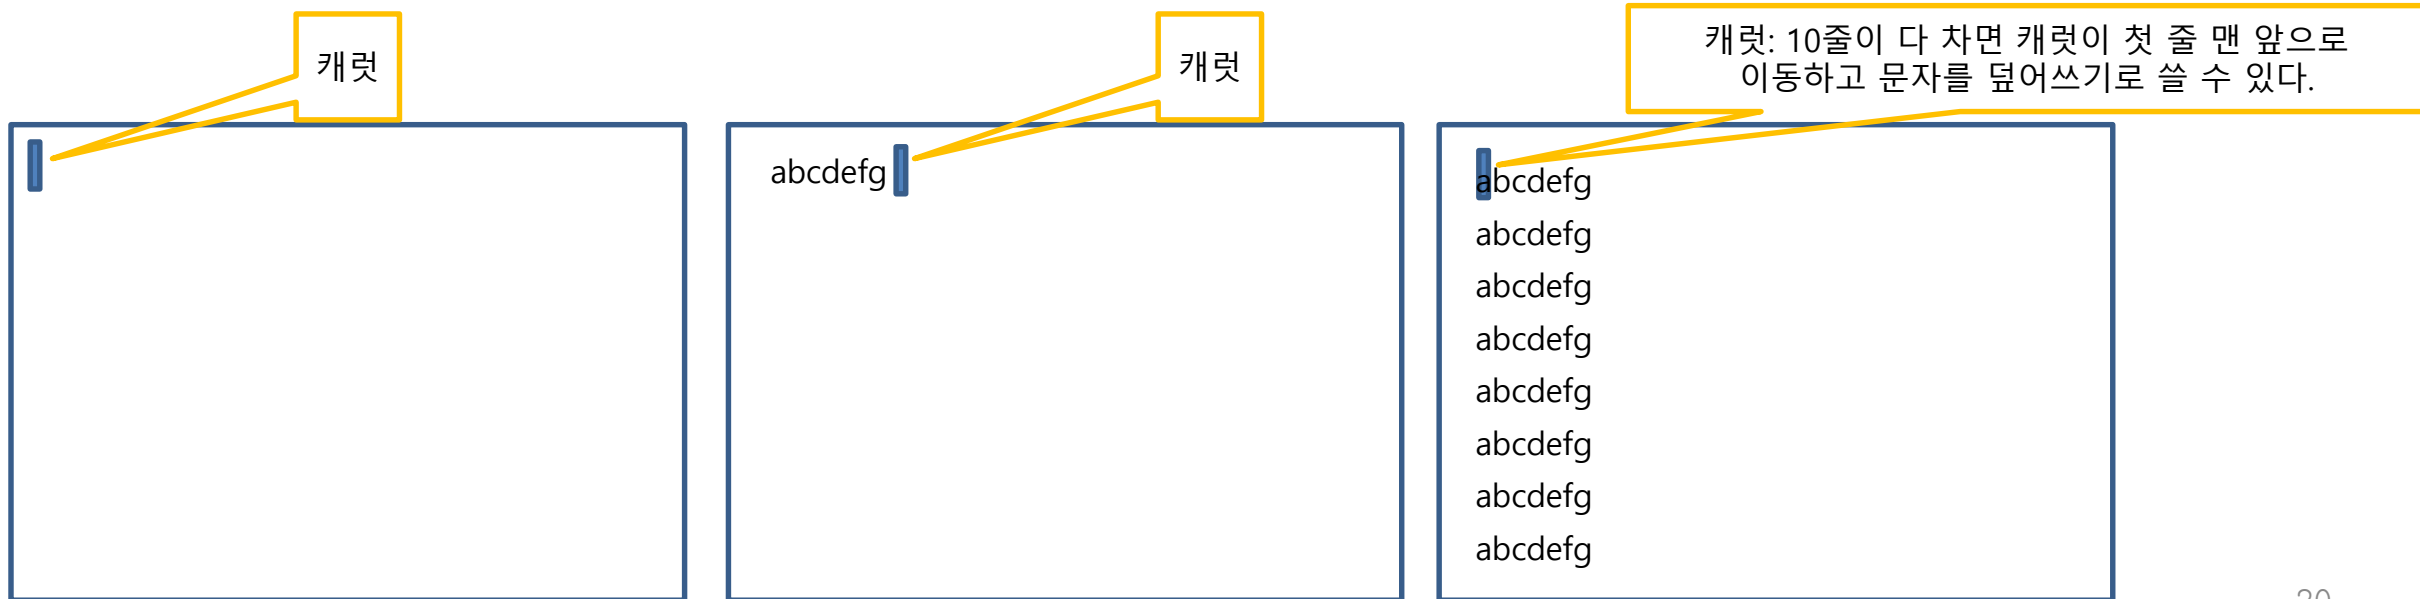 캐럿
캐럿
캐럿: 10줄이 다 차면 캐럿이 첫 줄 맨 앞으로
이동하고 문자를 덮어쓰기로 쓸 수 있다.
abcdefg
abcdefg
abcdefg
abcdefg
abcdefg
abcdefg
abcdefg
abcdefg
abcdefg